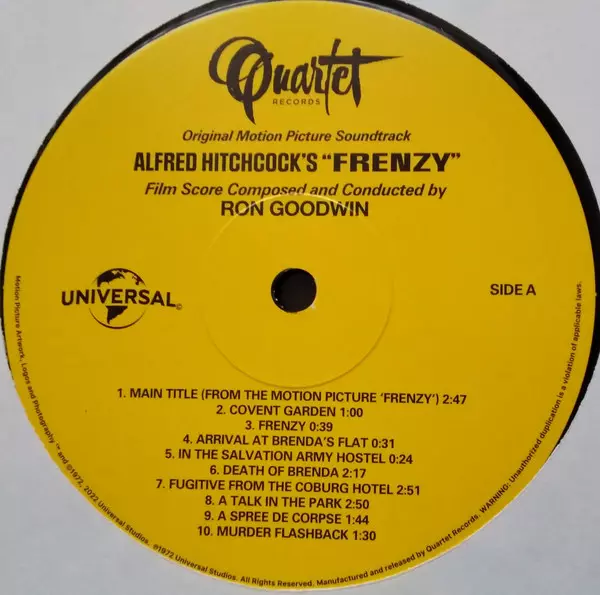 Quartet
RECORDS
Original Motion Picture Soundtrack
ALFRED HITCHCOCK'S “FRENZY”
Film Score Composed and Conducted by
RON GOODWIN
UNIVERSAL
SIDE A
1. MAIN TITLE (FROM THE MOTION PICTURE ‘FRENZY’) 2:47
2. COVENT GARDEN 1:00
3. FRENZY 0:39
4. ARRIVAL AT BRENDA'S FLAT 0:31
5. IN THE SALVATION ARMY HOSTEL 0:24
6. DEATH OF BRENDA 2:17
7. FUGITIVE FROM THE COBURG HOTEL 2:51
8. A TALK IN THE PARK 2:50
9. A SPREE DE CORPSE 1:44
10. MURDER FLASHBACK 1:30
Motion Picture Artwork, Logos and Photography ™ and ©1972, 2022 Universal Studios. ℗1972 Universal Studios. All Rights Reserved. Manufactured and released by Quartet Records. WARNING: Unauthorized duplication is a violation of applicable laws.